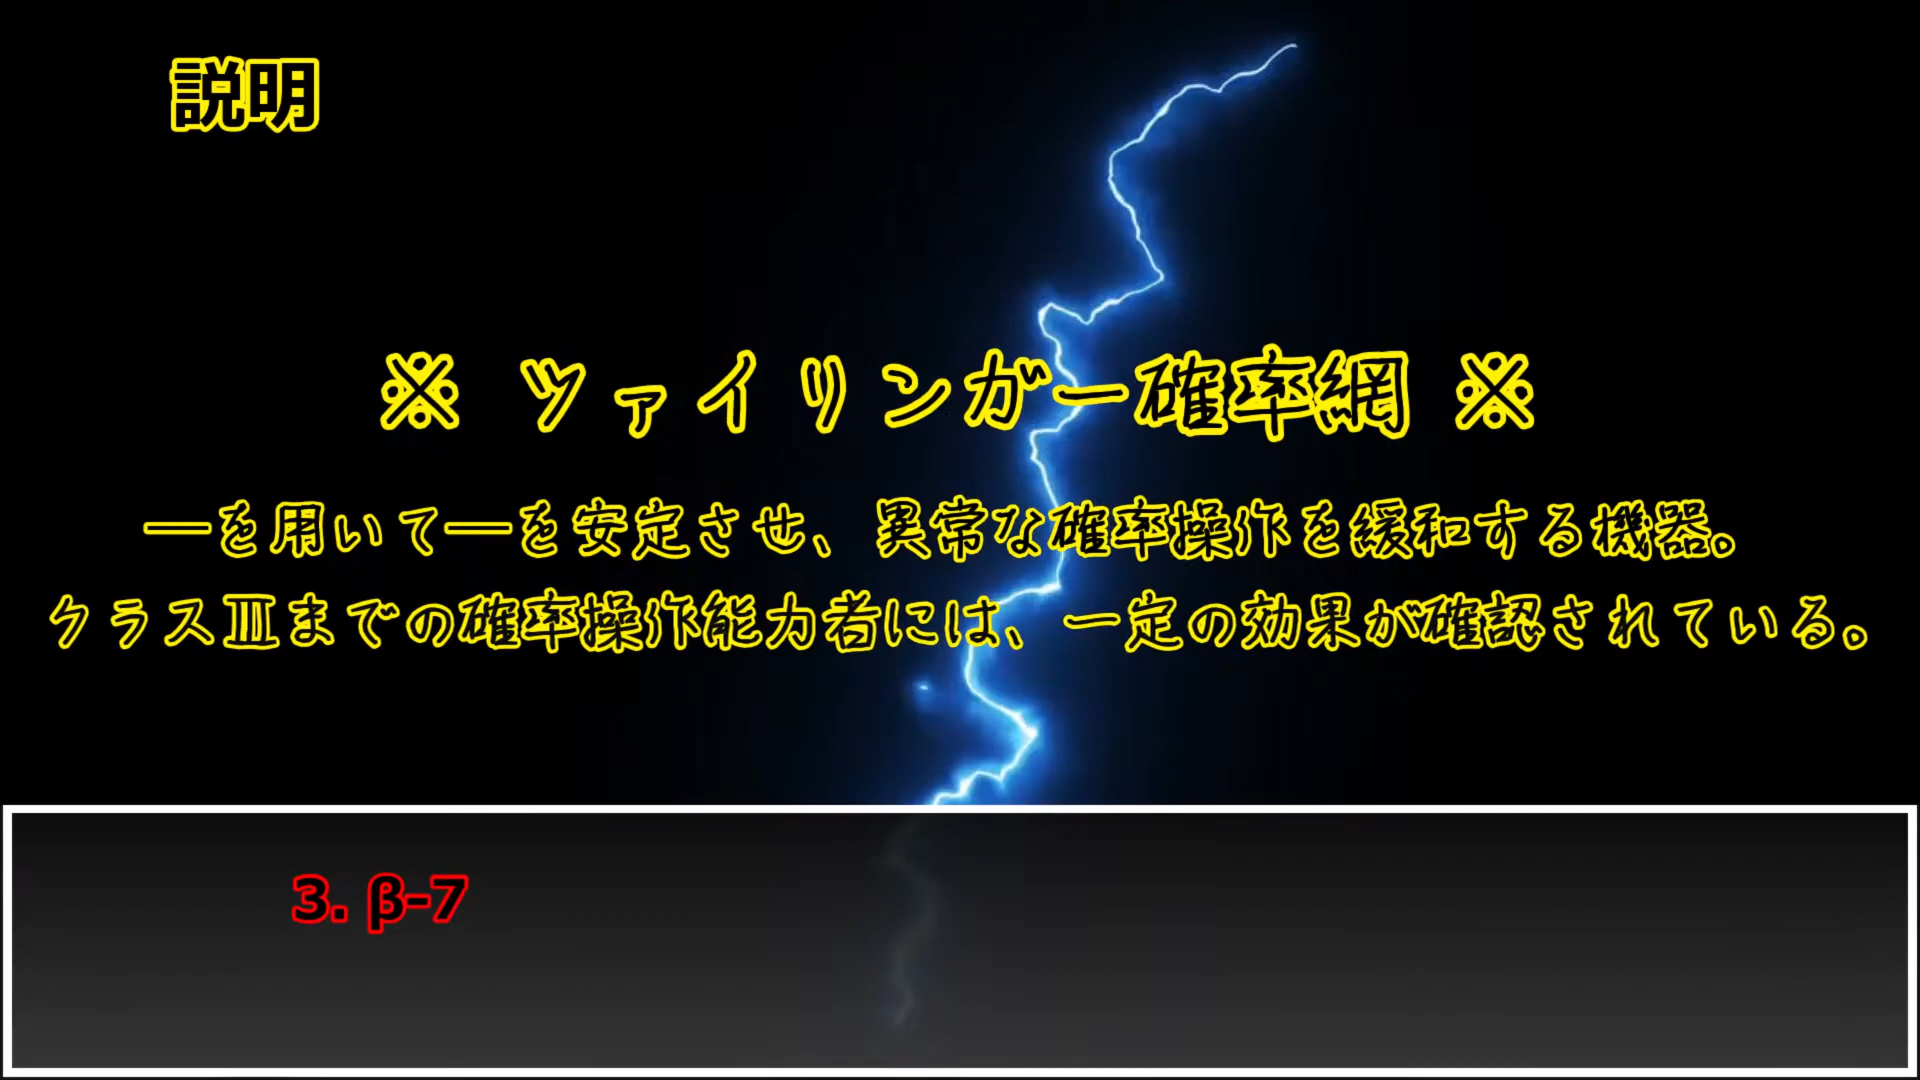 説明
※ ツァイリンガー確率網 ※
―を用いて―を安定させ、異常な確率操作を緩和する機器。
クラスⅢまでの確率操作能力者には、一定の効果が確認されている。
3. β-7